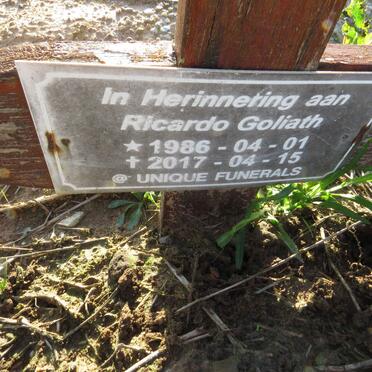 In Herinnering aan
Ricardo Goliath
★ 1986 - 04 - 01
✝ 2017 - 04 - 15
@ UNIQUE FUNERALS